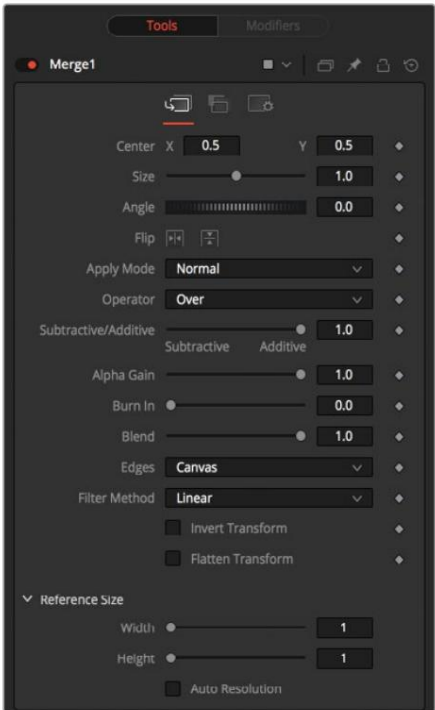 Tools Modifiers
Merge1
Center X 0.5 Y 0.5
Size 1.0
Angle 0.0
Flip
Apply Mode Normal
Operator Over
Subtractive/Additive 1.0
Subtractive Additive
Alpha Gain 1.0
Burn In 0.0
Blend 1.0
Edges Canvas
Filter Method Linear
Invert Transform
Flatten Transform
Reference Size
Width 1
Height 1
Auto Resolution